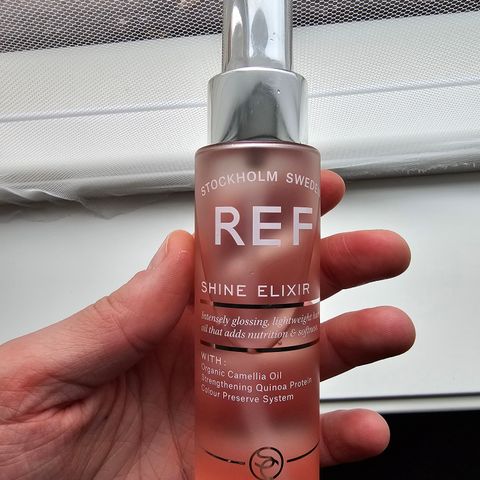 STOCKHOLM SWEDE
REF
SHINE ELIXIR
Intensely glossing, lightweight
oil that adds nutrition & softness
WITH:
Organic Camellia Oil
Strengthening Quinoa Protein
Colour Preserve System